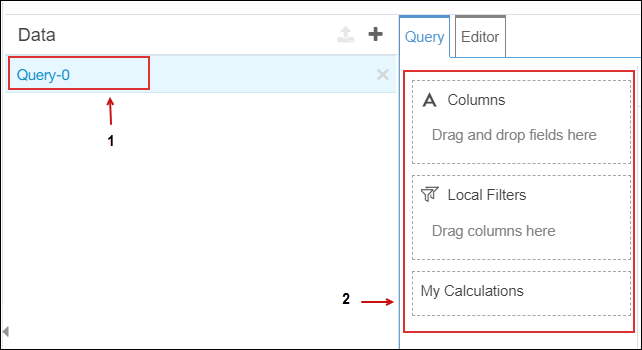 Data
Query-0
1
Query
Editor
Columns
Drag and drop fields here
Local Filters
Drag columns here
2
My Calculations